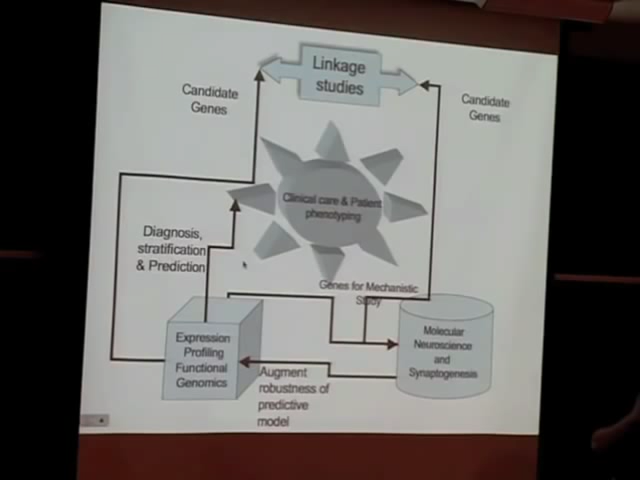 Linkage
studies
Candidate
Genes
Candidate
Genes
Clinical care & Patient
phenotyping
Diagnosis,
stratification
& Prediction
Genes for Mechanistic
Study
Expression
Profiling
Functional
Genomics
Molecular
Neuroscience
and
Synaptogenesis
Augment
robustness of
predictive
model